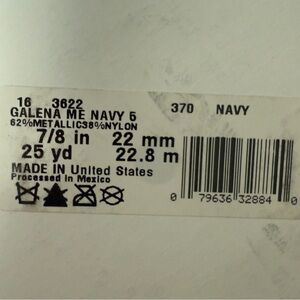 16 3622 370 NAVY
GALENA ME NAVY 5
62%METALLIC38%NYLON
7/8 in 22 mm
25 yd 22.8 m
MADE IN United States
Processed in Mexico
0 79636 32884 0